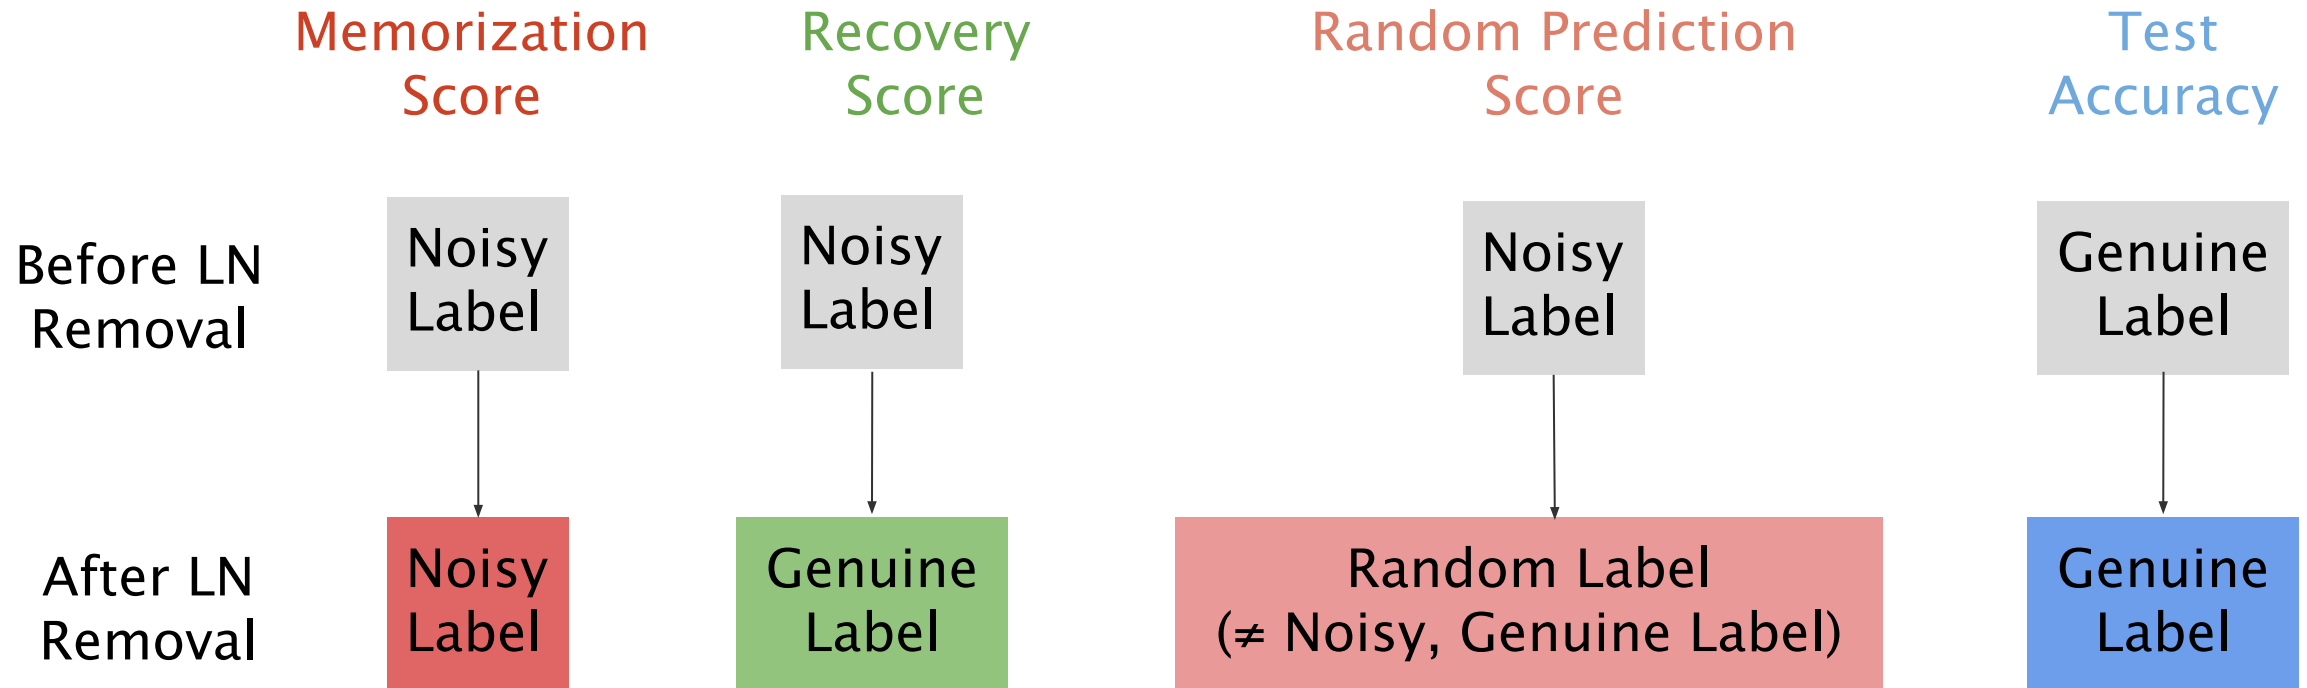 Memorization
Score
Recovery
Score
Random Prediction
Score
Test
Accuracy
Before LN
Removal
Noisy
Label
Noisy
Label
Noisy
Label
Genuine
Label
After LN
Removal
Noisy
Label
Genuine
Label
Random Label
(≠ Noisy, Genuine Label)
Genuine
Label